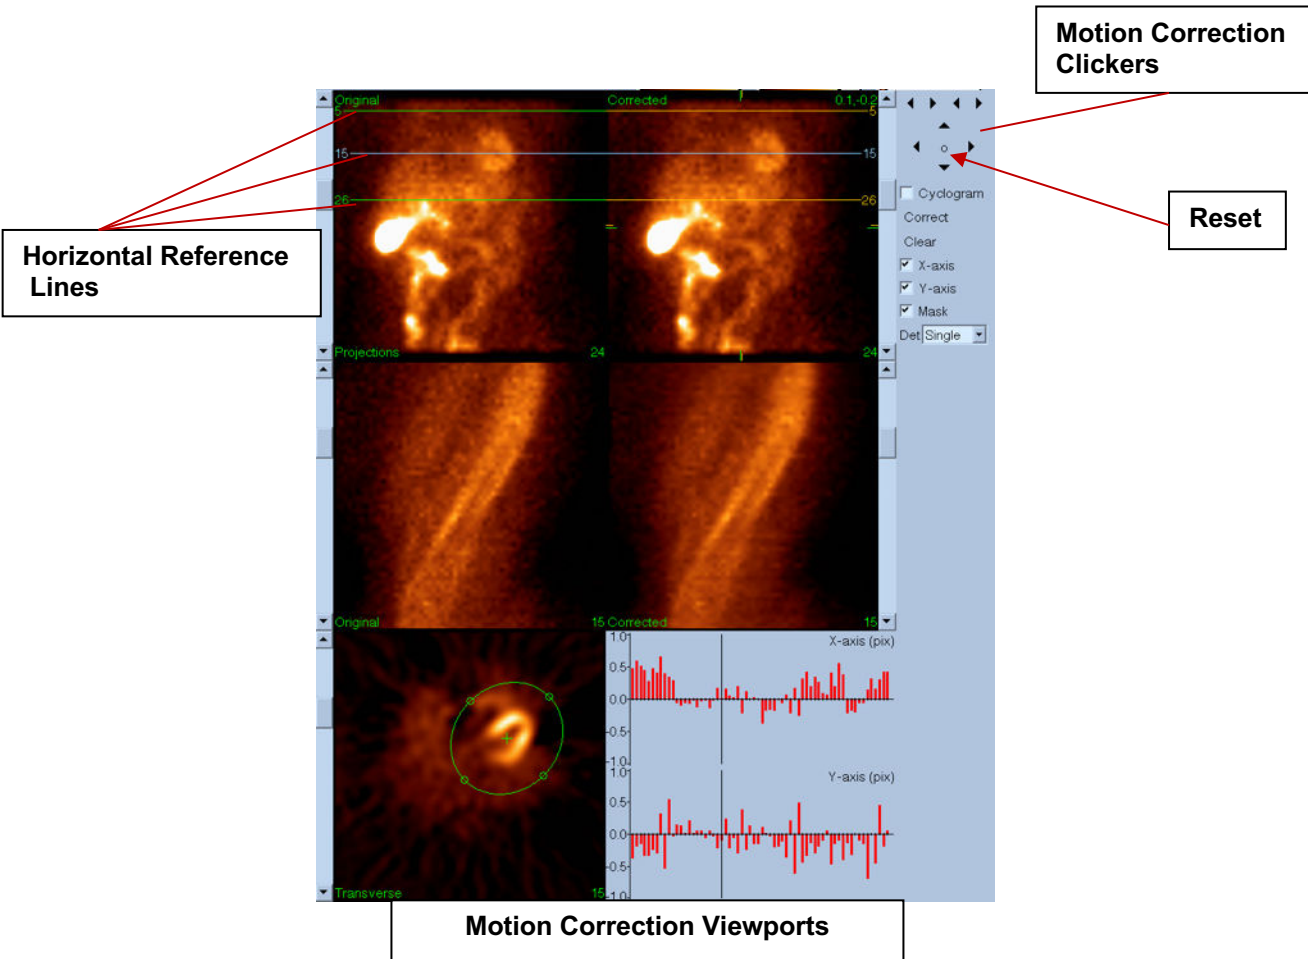 Motion Correction
Clickers
Original
Corrected
0.1,-0.2
5
5
15
15
26
26
Cyclogram
Correct
Clear
X-axis
Y-axis
Mask
Det. Single
Reset
Horizontal Reference
Lines
Projections
24
24
Original
15
Corrected
15
X-axis (pix)
1.0
0.5
0.0
-0.5
-1.0
Y-axis (pix)
1.0
0.5
0.0
-0.5
-1.0
Transverse
15
Motion Correction Viewports